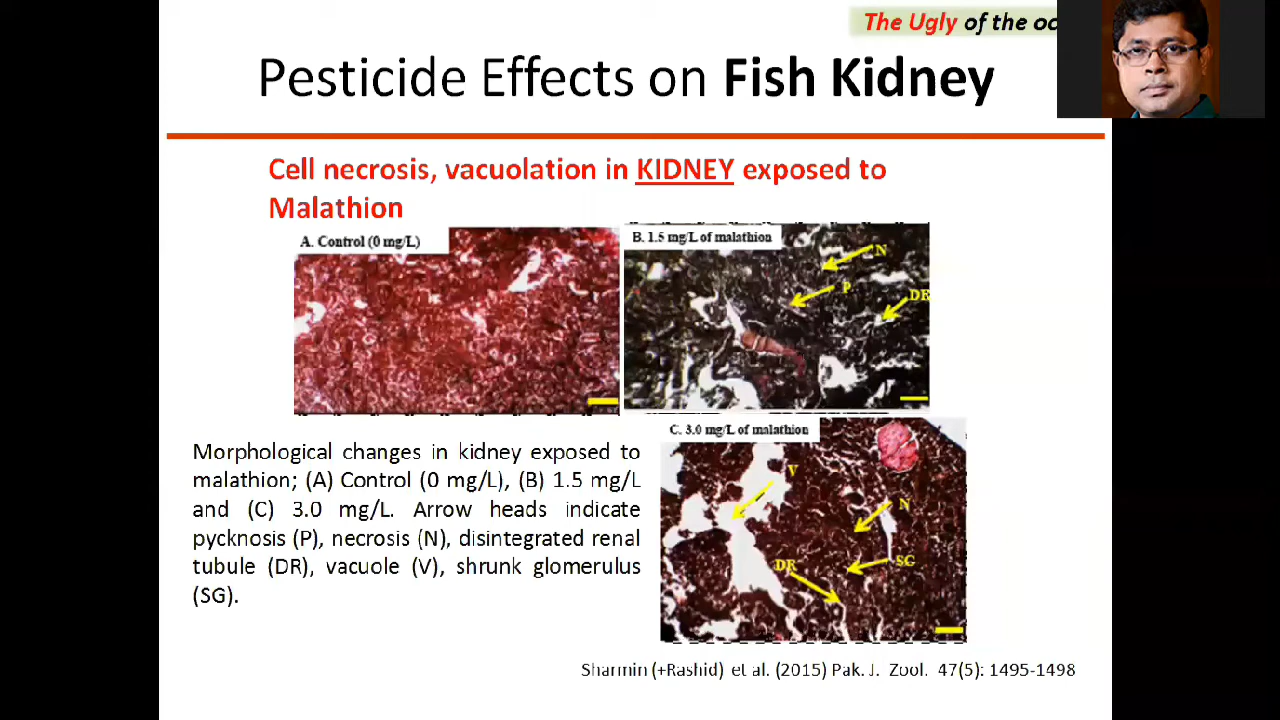 The Ugly of the
Pesticide Effects on Fish Kidney
Cell necrosis, vacuolation in KIDNEY exposed to
Malathion
A. Control (0 mg/L)
B. 1.5 mg/L of malathion
N
P
DR
C. 3.0 mg/L of malathion
V
N
SG
DR
Morphological changes in kidney exposed to
malathion; (A) Control (0 mg/L), (B) 1.5 mg/L
and (C) 3.0 mg/L. Arrow heads indicate
pycknosis (P), necrosis (N), disintegrated renal
tubule (DR), vacuole (V), shrunk glomerulus
(SG).
Sharmin (+Rashid) et al. (2015) Pak. J. Zool. 47(5): 1495-1498